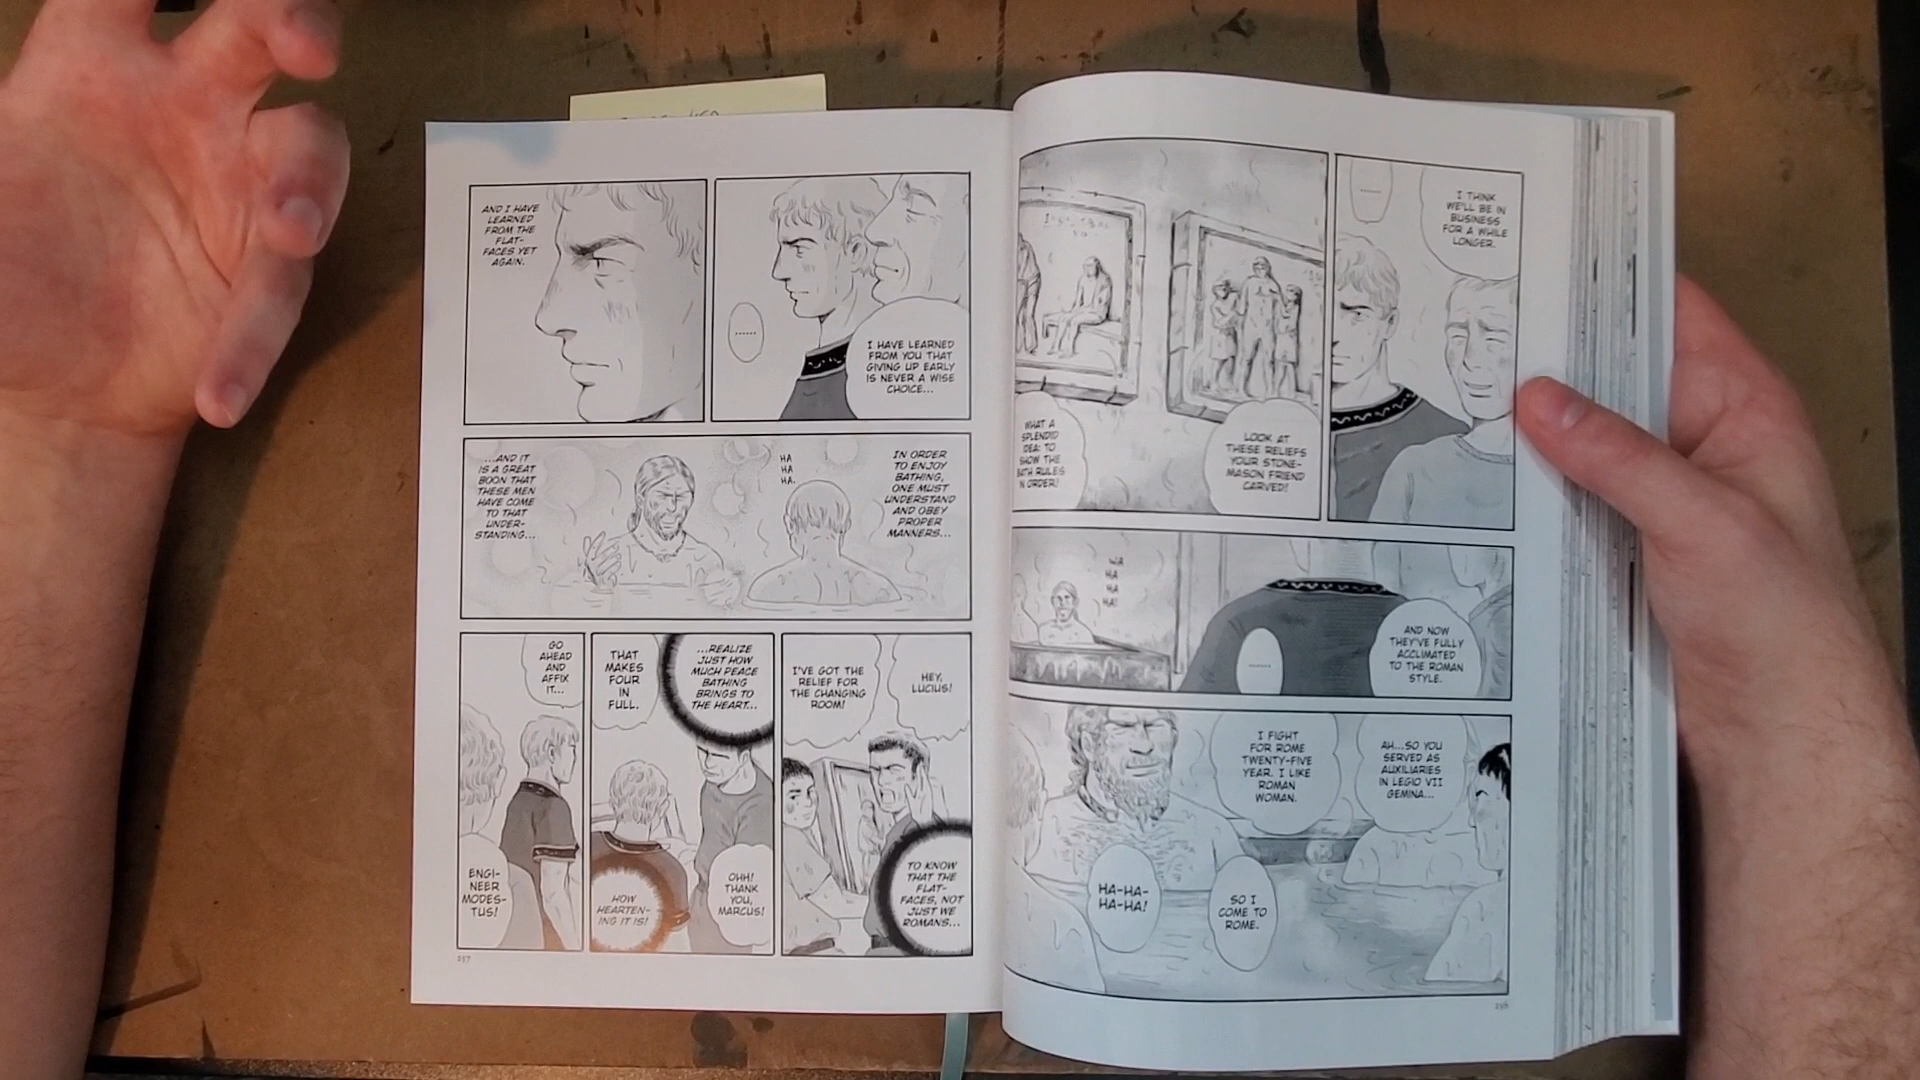 I THINK
WE'LL BE IN
BUSINESS
FOR A WHILE
LONGER.
......
LOOK AT
THESE RELIEFS
YOUR STONE-
MASON FRIEND
CARVED!
WHAT A
SPLENDID
IDEA: TO
SHOW THE
BATH RULES
IN ORDER!
AND NOW
THEY'VE FULLY
ACCLIMATED
TO THE ROMAN
STYLE.
......
WA
HA
HA
HA!
AH...SO YOU
SERVED AS
AUXILIARIES
IN LEGIO VII
GEMINA...
I FIGHT
FOR ROME
TWENTY-FIVE
YEAR. I LIKE
ROMAN
WOMAN.
SO I
COME TO
ROME.
HA-HA-
HA-HA!
I HAVE LEARNED
FROM YOU THAT
GIVING UP EARLY
IS NEVER A WISE
CHOICE...
......
AND I HAVE
LEARNED
FROM THE
FLAT-
FACES YET
AGAIN.
IN ORDER
TO ENJOY
BATHING,
ONE MUST
UNDERSTAND
AND OBEY
PROPER
MANNERS...
HA
HA
HA.
...AND IT
IS A GREAT
BOON THAT
THESE MEN
HAVE COME
TO THAT
UNDER-
STANDING...
HEY,
LUCIUS!
I'VE GOT THE
RELIEF FOR
THE CHANGING
ROOM!
TO KNOW
THAT THE
FLAT-
FACES, NOT
JUST WE
ROMANS...
...REALIZE
JUST HOW
MUCH PEACE
BATHING
BRINGS TO
THE HEART...
THAT
MAKES
FOUR
IN
FULL.
OHH!
THANK
YOU,
MARCUS!
HOW
HEARTEN-
ING IT IS!
GO
AHEAD
AND
AFFIX
IT...
ENGI-
NEER
MODES-
TUS!
257